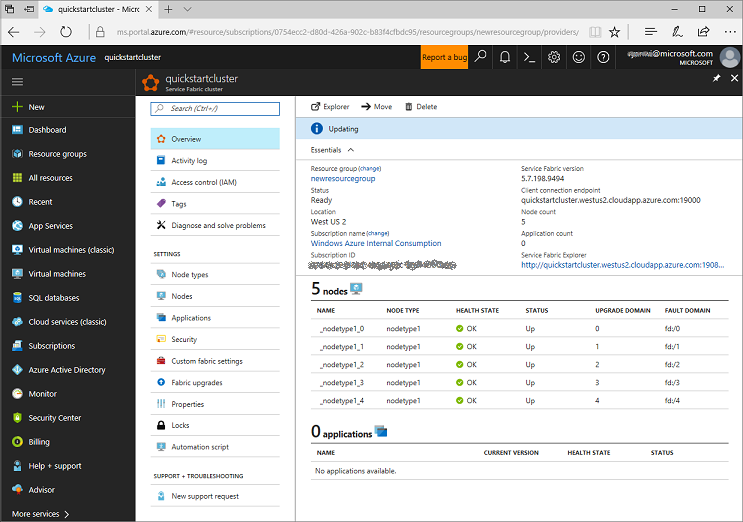 quickstartcluster - Micr
ms.portal.azure.com/#resource/subscriptions/0754ecc2-d80d-426a-902c-b83f4cfbdc95/resourcegroups/newresourcegroup/providers/
Microsoft Azure quickstartcluster
Report a bug
@microsoft.com
MICROSOFT
quickstartcluster
Service Fabric cluster
New
Dashboard
Resource groups
All resources
Recent
App Services
Virtual machines (classic)
Virtual machines
SQL databases
Cloud services (classic)
Subscriptions
Azure Active Directory
Monitor
Security Center
Billing
Help + support
Advisor
More services
Search (Ctrl+/)
Overview
Activity log
Access control (IAM)
Tags
Diagnose and solve problems
SETTINGS
Node types
Nodes
Applications
Security
Custom fabric settings
Fabric upgrades
Properties
Locks
Automation script
SUPPORT + TROUBLESHOOTING
New support request
Explorer Move Delete
Updating
Essentials
Resource group (change)
newresourcegroup
Status
Ready
Location
West US 2
Subscription name (change)
Windows Azure Internal Consumption
Subscription ID
Service Fabric version
5.7.198.9494
Client connection endpoint
quickstartcluster.westus2.cloudapp.azure.com:19000
Node count
5
Application count
0
Service Fabric Explorer
http://quickstartcluster.westus2.cloudapp.azure.com:1908...
5 nodes
NAME NODE TYPE HEALTH STATE STATUS UPGRADE DOMAIN FAULT DOMAIN
_nodetype1_0 nodetype1 OK Up 0 fd:/0
_nodetype1_1 nodetype1 OK Up 1 fd:/1
_nodetype1_2 nodetype1 OK Up 2 fd:/2
_nodetype1_3 nodetype1 OK Up 3 fd:/3
_nodetype1_4 nodetype1 OK Up 4 fd:/4
0 applications
NAME CURRENT VERSION HEALTH STATE STATUS
No applications available.